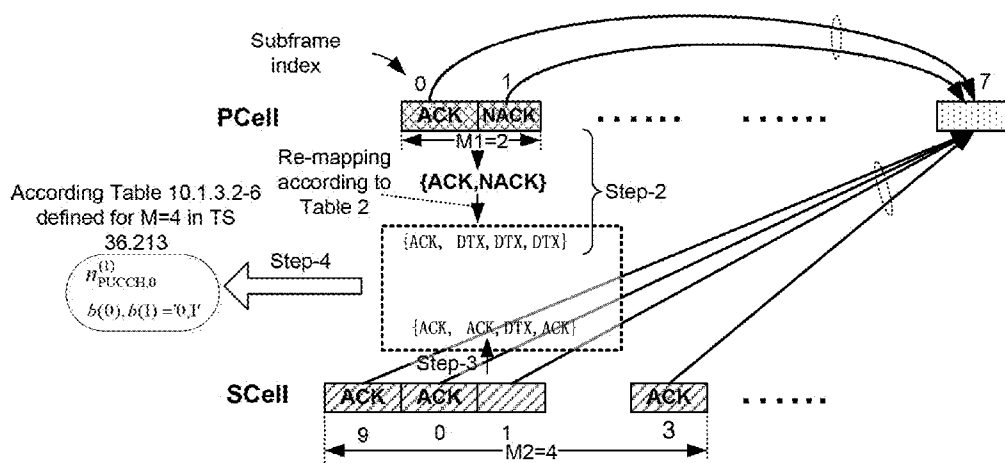 Subframe
index
0 1 7
PCell
ACK NACK ...... ......
M1=2
Re-mapping
according to
Table 2
{ACK,NACK}
Step-2
According Table 10.1.3.2-6
defined for M=4 in TS
36.213
{ACK, DTX,DTX,DTX}
Step-4
n(1)PUCCH,0
b(0),b(1)='0,1'
{ACK, ACK,DTX,ACK}
Step-3
SCell
ACK ACK ACK ......
9 0 1 3
M2=4